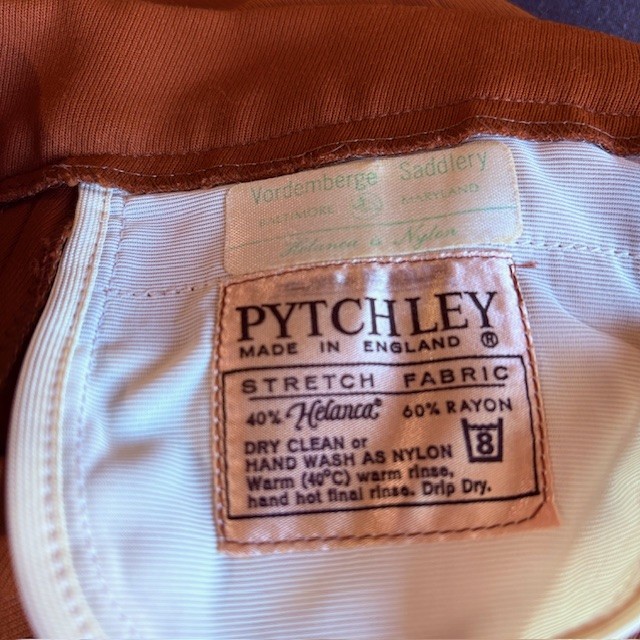 Vordemberge Saddlery
BALTIMORE MARYLAND
Helanca & Nylon
PYTCHLEY
MADE IN ENGLAND ®
STRETCH FABRIC
40% Helanca® 60% RAYON
DRY CLEAN or
HAND WASH AS NYLON
8
Warm (40°C) warm rinse,
hand hot final rinse. Drip Dry.